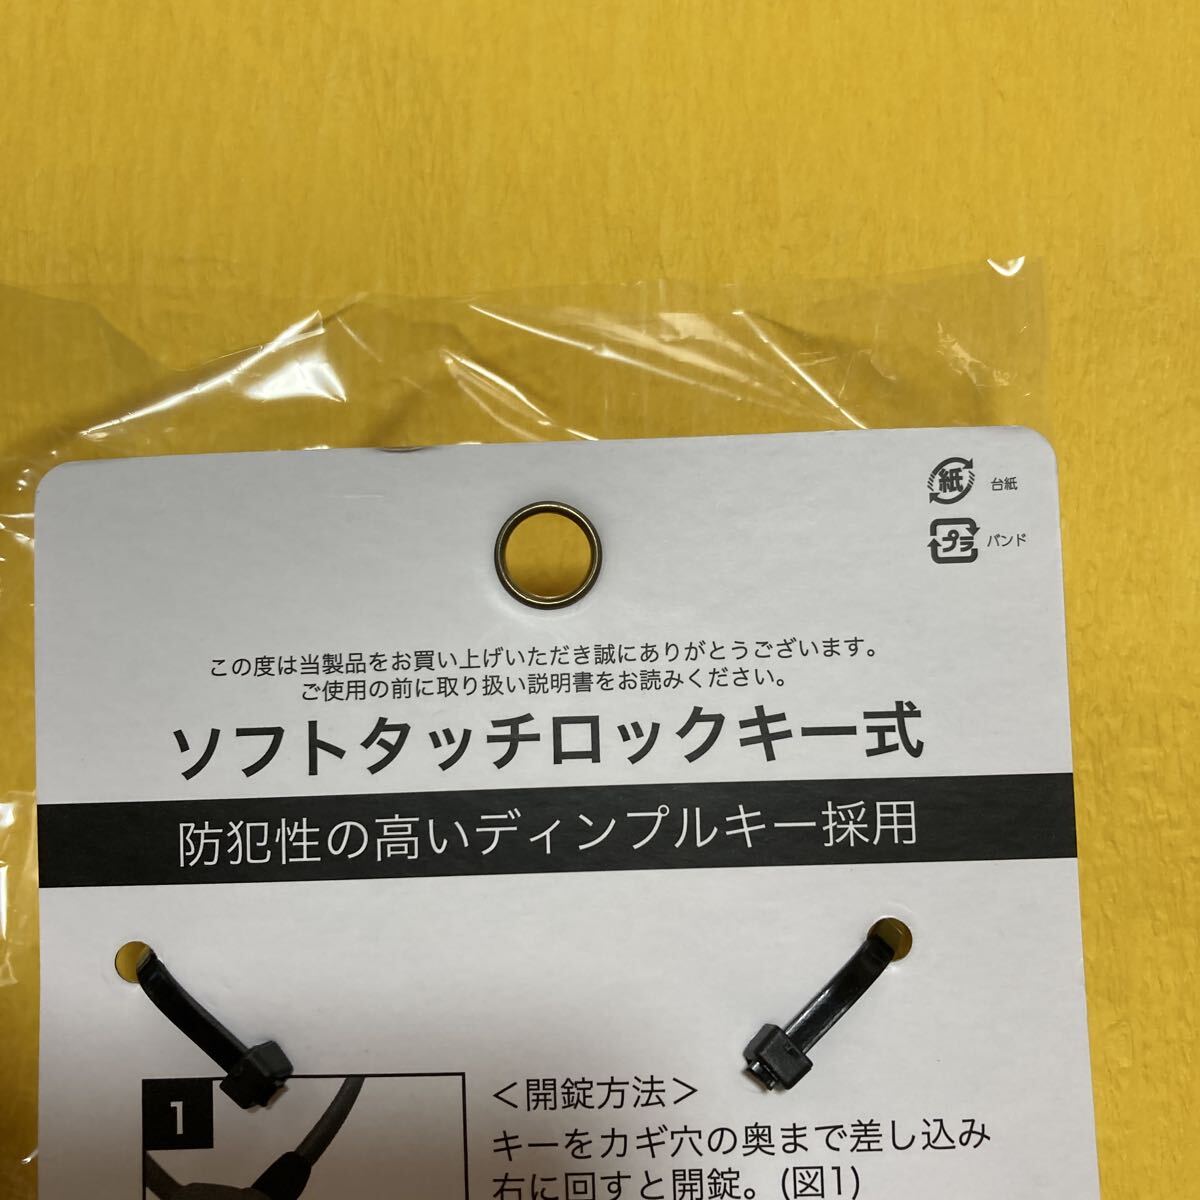 紙 台紙
プラ バンド
この度は当製品をお買い上げいただき誠にありがとうございます。
ご使用の前に取り扱い説明書をお読みください。
ソフトタッチロックキー式
防犯性の高いディンプルキー採用
1
＜開錠方法＞
キーをカギ穴の奥まで差し込み
右に回すと開錠。(図1)